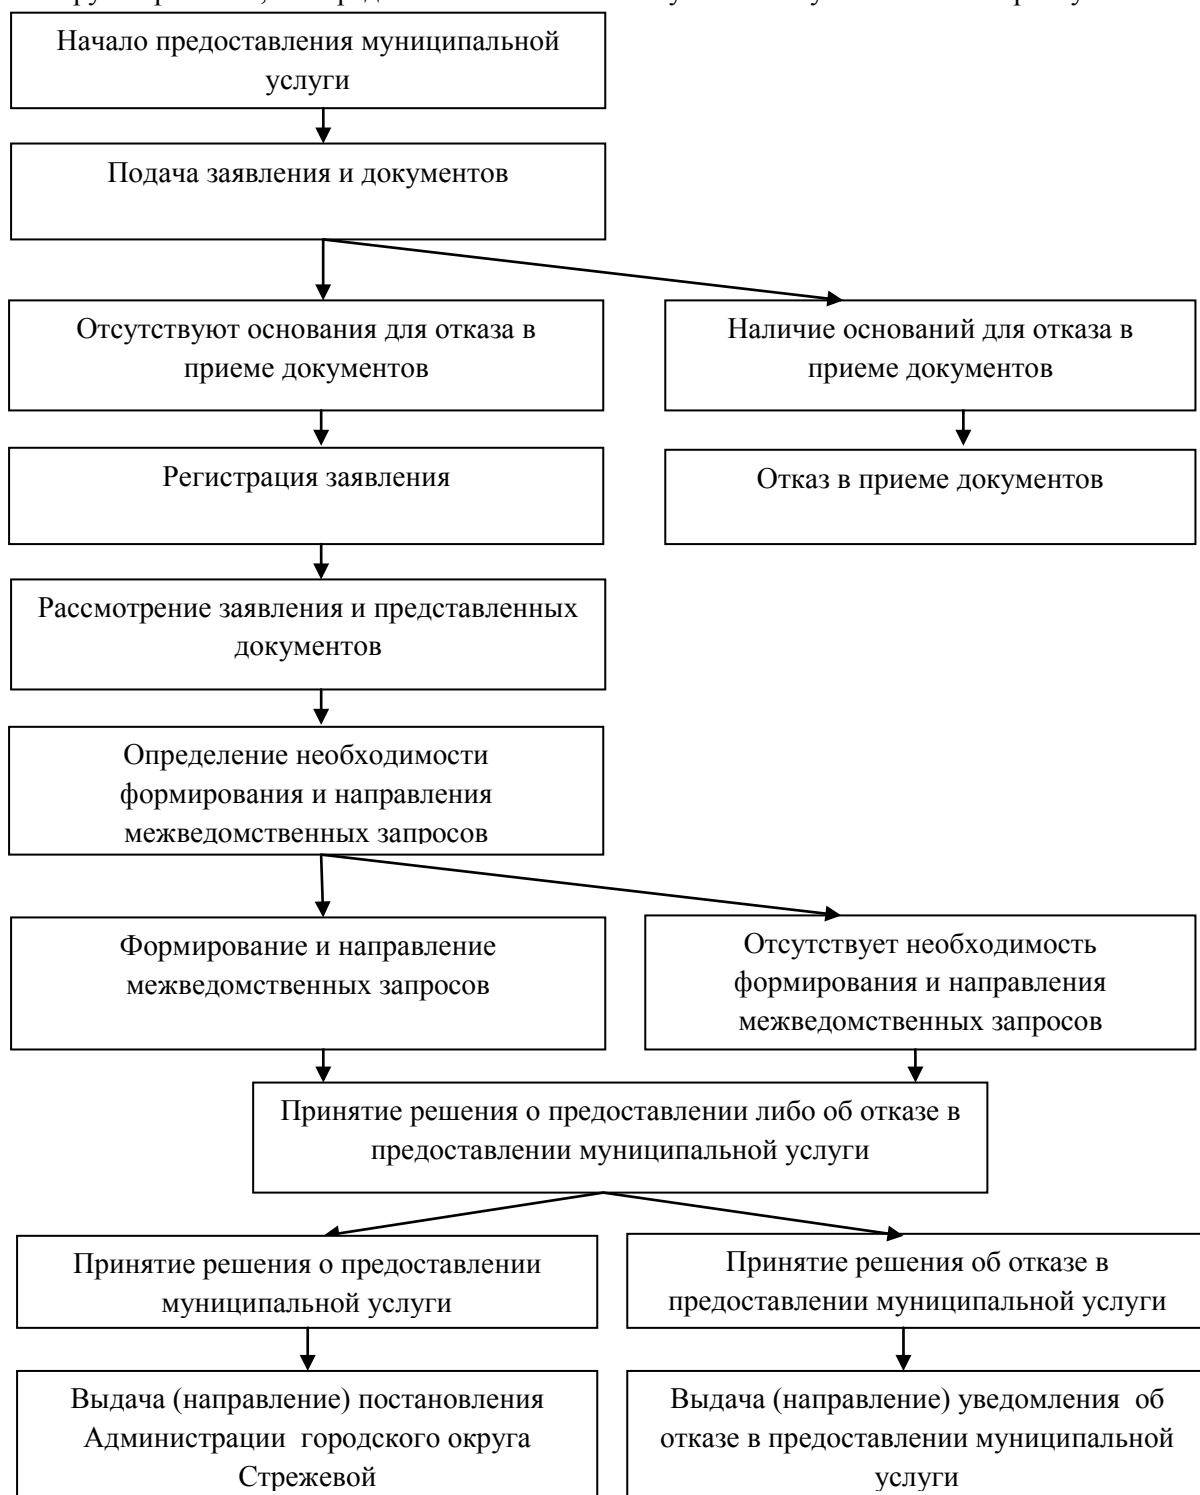 Начало предоставления муниципальной
услуги
Подача заявления и документов
Отсутствуют основания для отказа в
приеме документов
Наличие оснований для отказа в
приеме документов
Регистрация заявления
Отказ в приеме документов
Рассмотрение заявления и представленных
документов
Определение необходимости
формирования и направления
межведомственных запросов
Формирование и направление
межведомственных запросов
Отсутствует необходимость
формирования и направления
межведомственных запросов
Принятие решения о предоставлении либо об отказе в
предоставлении муниципальной услуги
Принятие решения о предоставлении
муниципальной услуги
Принятие решения об отказе в
предоставлении муниципальной услуги
Выдача (направление) постановления
Администрации городского округа
Стрежевой
Выдача (направление) уведомления об
отказе в предоставлении муниципальной
услуги